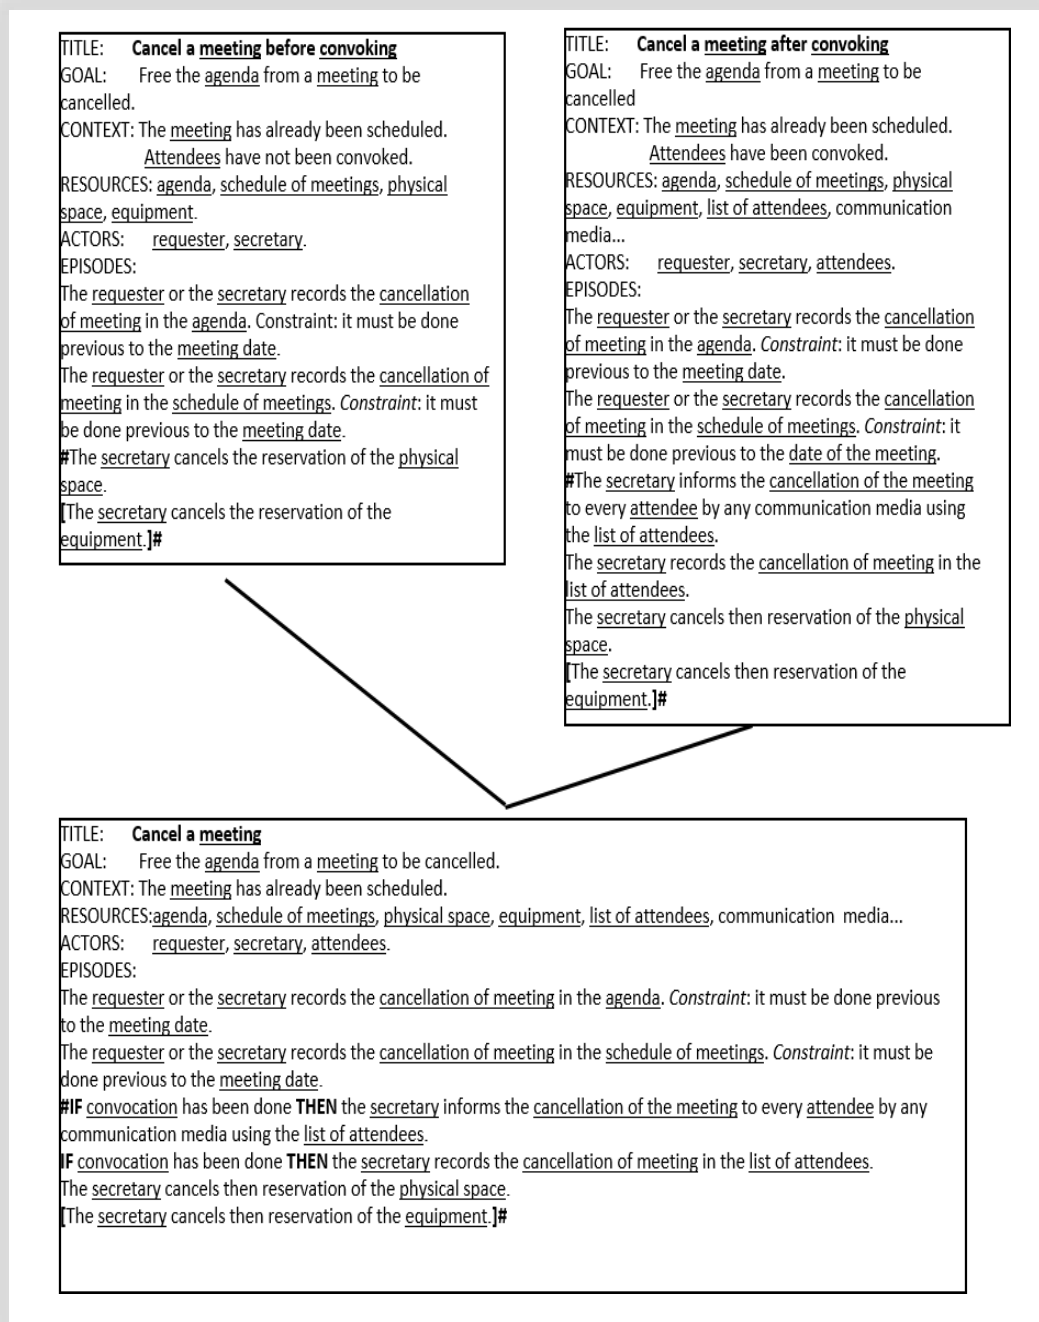 TITLE: Cancel a meeting before convoking
GOAL: Free the agenda from a meeting to be
cancelled.
CONTEXT: The meeting has already been scheduled.
Attendees have not been convoked.
RESOURCES: agenda, schedule of meetings, physical
space, equipment.
ACTORS: requester, secretary.
EPISODES:
The requester or the secretary records the cancellation
of meeting in the agenda. Constraint: it must be done
previous to the meeting date.
The requester or the secretary records the cancellation of
meeting in the schedule of meetings. Constraint: it must
be done previous to the meeting date.
#The secretary cancels the reservation of the physical
space.
[The secretary cancels the reservation of the
equipment.]#
TITLE: Cancel a meeting after convoking
GOAL: Free the agenda from a meeting to be
cancelled
CONTEXT: The meeting has already been scheduled.
Attendees have been convoked.
RESOURCES: agenda, schedule of meetings, physical
space, equipment, list of attendees, communication
media...
ACTORS: requester, secretary, attendees.
EPISODES:
The requester or the secretary records the cancellation
of meeting in the agenda. Constraint: it must be done
previous to the meeting date.
The requester or the secretary records the cancellation
of meeting in the schedule of meetings. Constraint: it
must be done previous to the date of the meeting.
#The secretary informs the cancellation of the meeting
to every attendee by any communication media using
the list of attendees.
The secretary records the cancellation of meeting in the
list of attendees.
The secretary cancels then reservation of the physical
space.
[The secretary cancels then reservation of the
equipment.]#
TITLE: Cancel a meeting
GOAL: Free the agenda from a meeting to be cancelled.
CONTEXT: The meeting has already been scheduled.
RESOURCES:agenda, schedule of meetings, physical space, equipment, list of attendees, communication media...
ACTORS: requester, secretary, attendees.
EPISODES:
The requester or the secretary records the cancellation of meeting in the agenda. Constraint: it must be done previous
to the meeting date.
The requester or the secretary records the cancellation of meeting in the schedule of meetings. Constraint: it must be
done previous to the meeting date.
#IF convocation has been done THEN the secretary informs the cancellation of the meeting to every attendee by any
communication media using the list of attendees.
IF convocation has been done THEN the secretary records the cancellation of meeting in the list of attendees.
The secretary cancels then reservation of the physical space.
[The secretary cancels then reservation of the equipment.]#